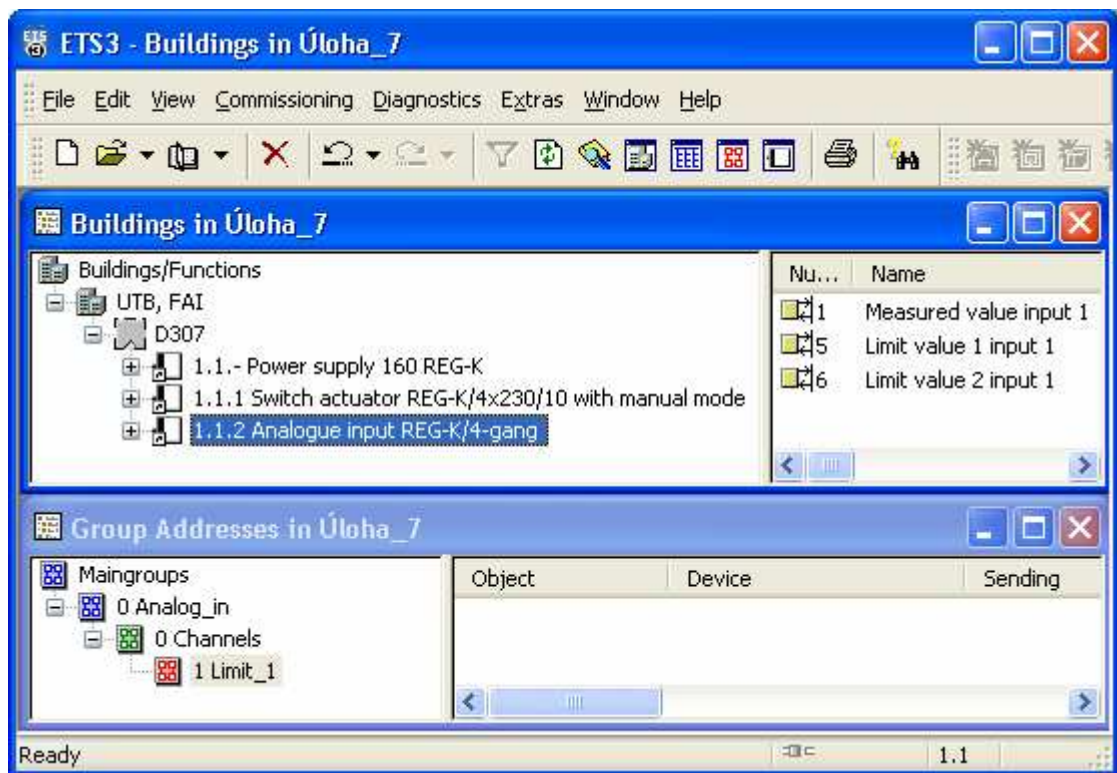 ETS3 - Buildings in Úloha_7
File Edit View Commissioning Diagnostics Extras Window Help
Buildings in Úloha_7
Buildings/Functions
UTB, FAI
D307
1.1.- Power supply 160 REG-K
1.1.1 Switch actuator REG-K/4x230/10 with manual mode
1.1.2 Analogue input REG-K/4-gang
Nu... Name
1 Measured value input 1
5 Limit value 1 input 1
6 Limit value 2 input 1
Group Addresses in Úloha_7
Maingroups
0 Analog_in
0 Channels
1 Limit_1
Object Device Sending
Ready 1.1